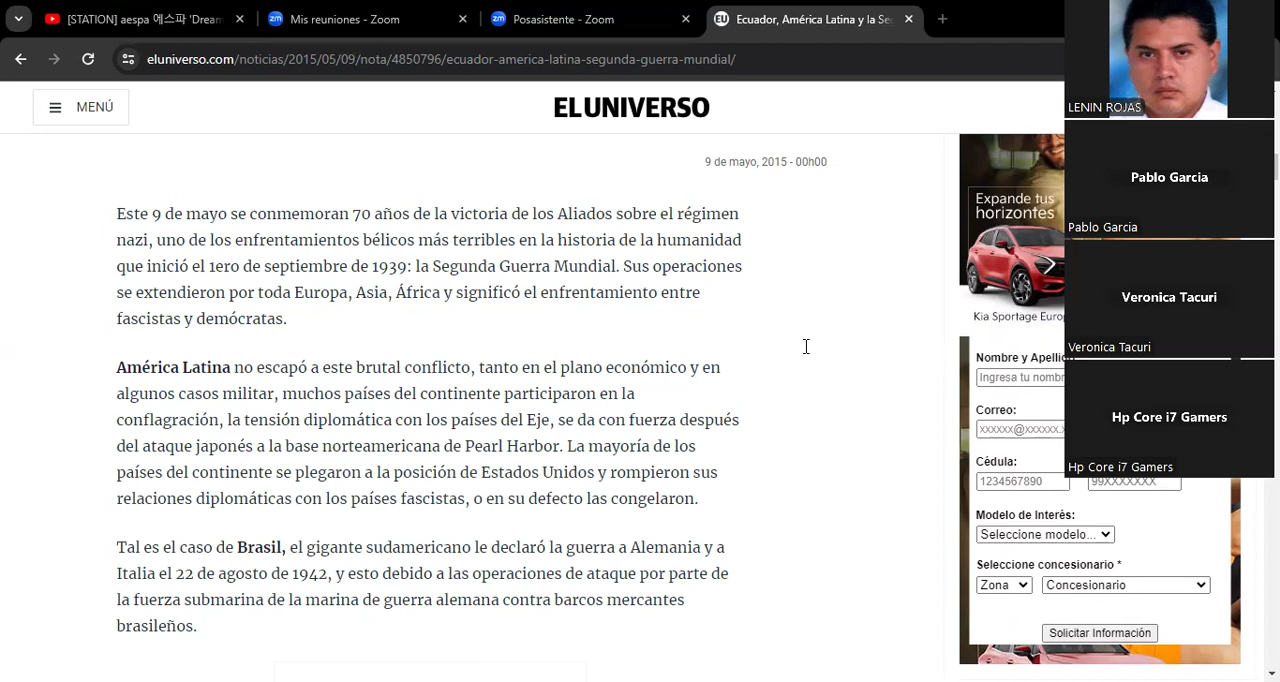 [STATION] aespa 에스파 'Dream
Mis reuniones - Zoom
Posasistente - Zoom
Ecuador, América Latina y la Se
eluniverso.com/noticias/2015/05/09/nota/4850796/ecuador-america-latina-segunda-guerra-mundial/
MENÚ
EL UNIVERSO
9 de mayo, 2015 - 00h00
Este 9 de mayo se conmemoran 70 años de la victoria de los Aliados sobre el régimen
nazi, uno de los enfrentamientos bélicos más terribles en la historia de la humanidad
que inició el 1ero de septiembre de 1939: la Segunda Guerra Mundial. Sus operaciones
se extendieron por toda Europa, Asia, África y significó el enfrentamiento entre
fascistas y demócratas.
América Latina no escapó a este brutal conflicto, tanto en el plano económico y en
algunos casos militar, muchos países del continente participaron en la
conflagración, la tensión diplomática con los países del Eje, se da con fuerza después
del ataque japonés a la base norteamericana de Pearl Harbor. La mayoría de los
países del continente se plegaron a la posición de Estados Unidos y rompieron sus
relaciones diplomáticas con los países fascistas, o en su defecto las congelaron.
Tal es el caso de Brasil, el gigante sudamericano le declaró la guerra a Alemania y a
Italia el 22 de agosto de 1942, y esto debido a las operaciones de ataque por parte de
la fuerza submarina de la marina de guerra alemana contra barcos mercantes
brasileños.
Expande tus
horizontes
Kia Sportage Europ
Nombre y Apellid
Ingresa tu nombr
Correo:
xxxxxx@xxxxxx.x
Cédula:
1234567890
99XXXXXXX
Modelo de Interés:
Seleccione modelo...
Seleccione concesionario *
Zona
Concesionario
Solicitar Información
LENIN ROJAS
Pablo Garcia
Pablo Garcia
Veronica Tacuri
Veronica Tacuri
Hp Core i7 Gamers
Hp Core i7 Gamers